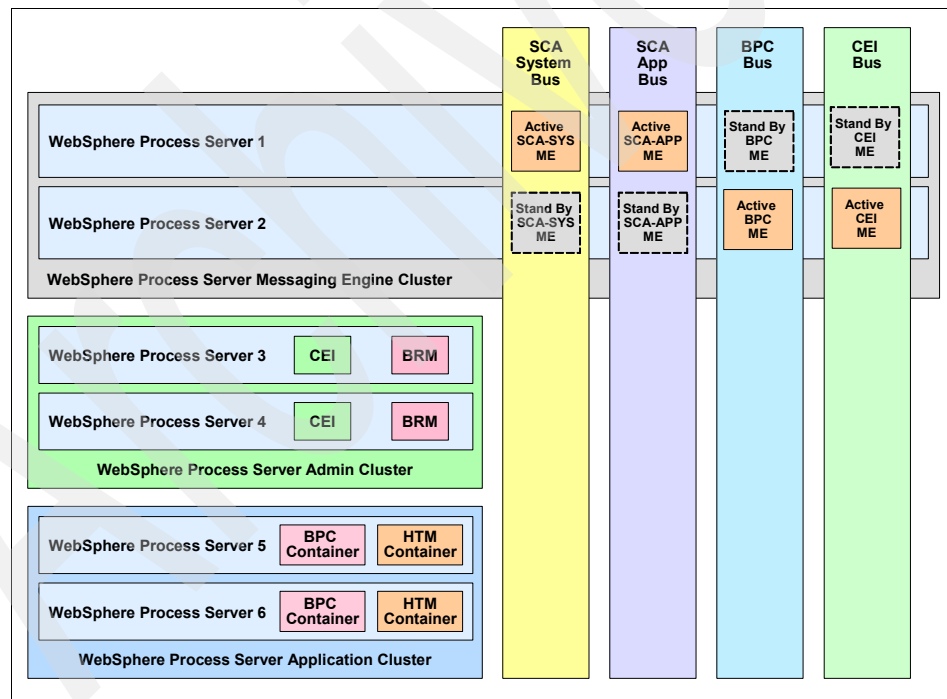 SCA
System
Bus
SCA
App
Bus
BPC
Bus
CEI
Bus
WebSphere Process Server 1
Active
SCA-SYS
ME
Active
SCA-APP
ME
Stand By
BPC
ME
Stand By
CEI
ME
WebSphere Process Server 2
Stand By
SCA-SYS
ME
Stand By
SCA-APP
ME
Active
BPC
ME
Active
CEI
ME
WebSphere Process Server Messaging Engine Cluster
WebSphere Process Server 3
CEI
BRM
WebSphere Process Server 4
CEI
BRM
WebSphere Process Server Admin Cluster
WebSphere Process Server 5
BPC
Container
HTM
Container
WebSphere Process Server 6
BPC
Container
HTM
Container
WebSphere Process Server Application Cluster